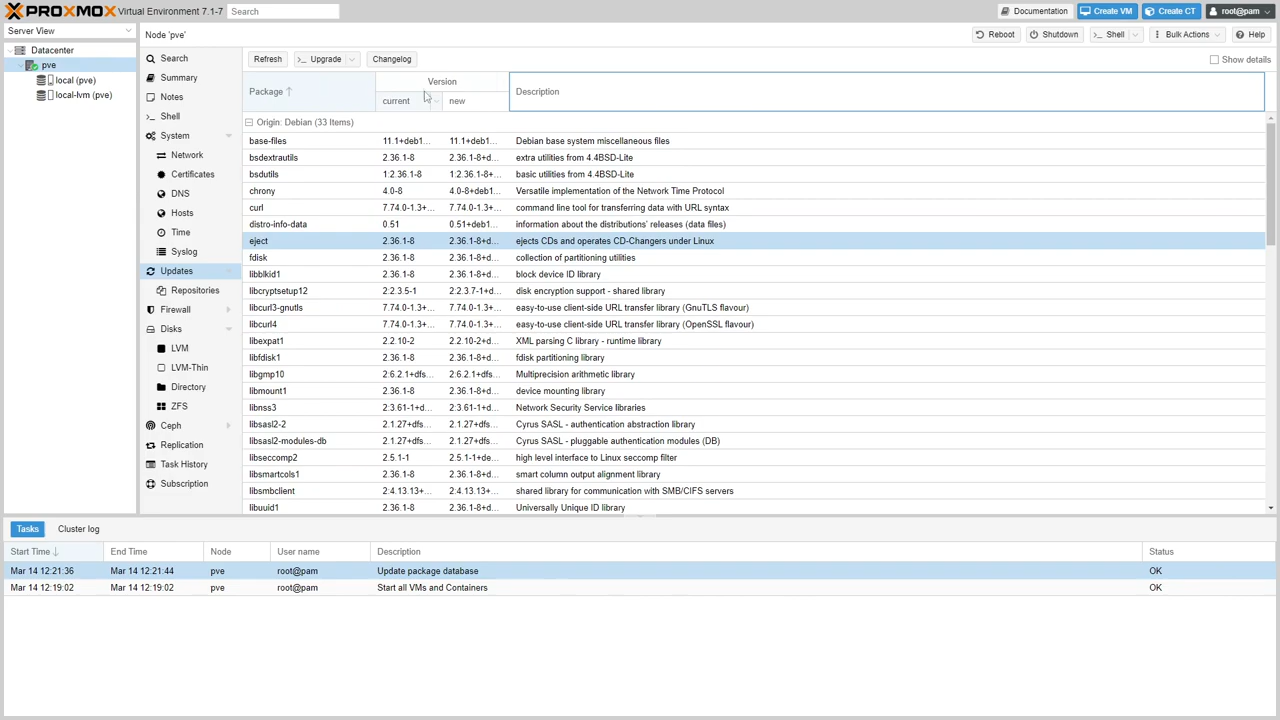 PROXMOX Virtual Environment 7.1-7 Search Documentation Create VM Create CT root@pam
Server View Node 'pve' Reboot Shutdown Shell Bulk Actions Help
Datacenter
pve
local (pve)
local-lvm (pve)
Search
Summary
Notes
Shell
System
Network
Certificates
DNS
Hosts
Time
Syslog
Updates
Repositories
Firewall
Disks
LVM
LVM-Thin
Directory
ZFS
Ceph
Replication
Task History
Subscription
Refresh >_ Upgrade Changelog Show details
Package Version Description
current new
Origin: Debian (33 Items)
base-files 11.1+deb1... 11.1+deb1... Debian base system miscellaneous files
bsdextrautils 2.36.1-8 2.36.1-8+d... extra utilities from 4.4BSD-Lite
bsdutils 1:2.36.1-8 1:2.36.1-8+... basic utilities from 4.4BSD-Lite
chrony 4.0-8 4.0-8+deb1... Versatile implementation of the Network Time Protocol
curl 7.74.0-1.3+... 7.74.0-1.3+... command line tool for transferring data with URL syntax
distro-info-data 0.51 0.51+deb1... information about the distributions' releases (data files)
eject 2.36.1-8 2.36.1-8+d... ejects CDs and operates CD-Changers under Linux
fdisk 2.36.1-8 2.36.1-8+d... collection of partitioning utilities
libblkid1 2.36.1-8 2.36.1-8+d... block device ID library
libcryptsetup12 2:2.3.5-1 2:2.3.7-1+d... disk encryption support - shared library
libcurl3-gnutls 7.74.0-1.3+... 7.74.0-1.3+... easy-to-use client-side URL transfer library (GnuTLS flavour)
libcurl4 7.74.0-1.3+... 7.74.0-1.3+... easy-to-use client-side URL transfer library (OpenSSL flavour)
libexpat1 2.2.10-2 2.2.10-2+d... XML parsing C library - runtime library
libfdisk1 2.36.1-8 2.36.1-8+d... fdisk partitioning library
libgmp10 2:6.2.1+dfs... 2:6.2.1+dfs... Multiprecision arithmetic library
libmount1 2.36.1-8 2.36.1-8+d... device mounting library
libnss3 2:3.61-1+d... 2:3.61-1+d... Network Security Service libraries
libsasl2-2 2.1.27+dfs... 2.1.27+dfs... Cyrus SASL - authentication abstraction library
libsasl2-modules-db 2.1.27+dfs... 2.1.27+dfs... Cyrus SASL - pluggable authentication modules (DB)
libseccomp2 2.5.1-1 2.5.1-1+de... high level interface to Linux seccomp filter
libsmartcols1 2.36.1-8 2.36.1-8+d... smart column output alignment library
libsmbclient 2:4.13.13+... 2:4.13.13+... shared library for communication with SMB/CIFS servers
libuuid1 2.36.1-8 2.36.1-8+d... Universally Unique ID library
Tasks Cluster log
Start Time End Time Node User name Description Status
Mar 14 12:21:36 Mar 14 12:21:44 pve root@pam Update package database OK
Mar 14 12:19:02 Mar 14 12:19:02 pve root@pam Start all VMs and Containers OK